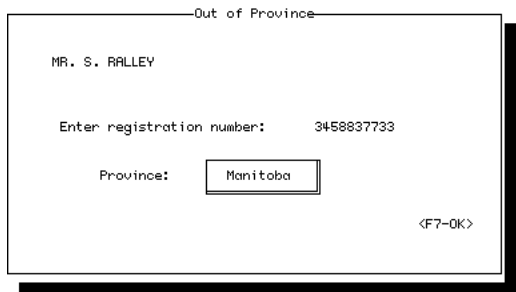 Out of Province
MR. S. RALLEY
Enter registration number: 3458837733
Province: Manitoba
<F7-OK>